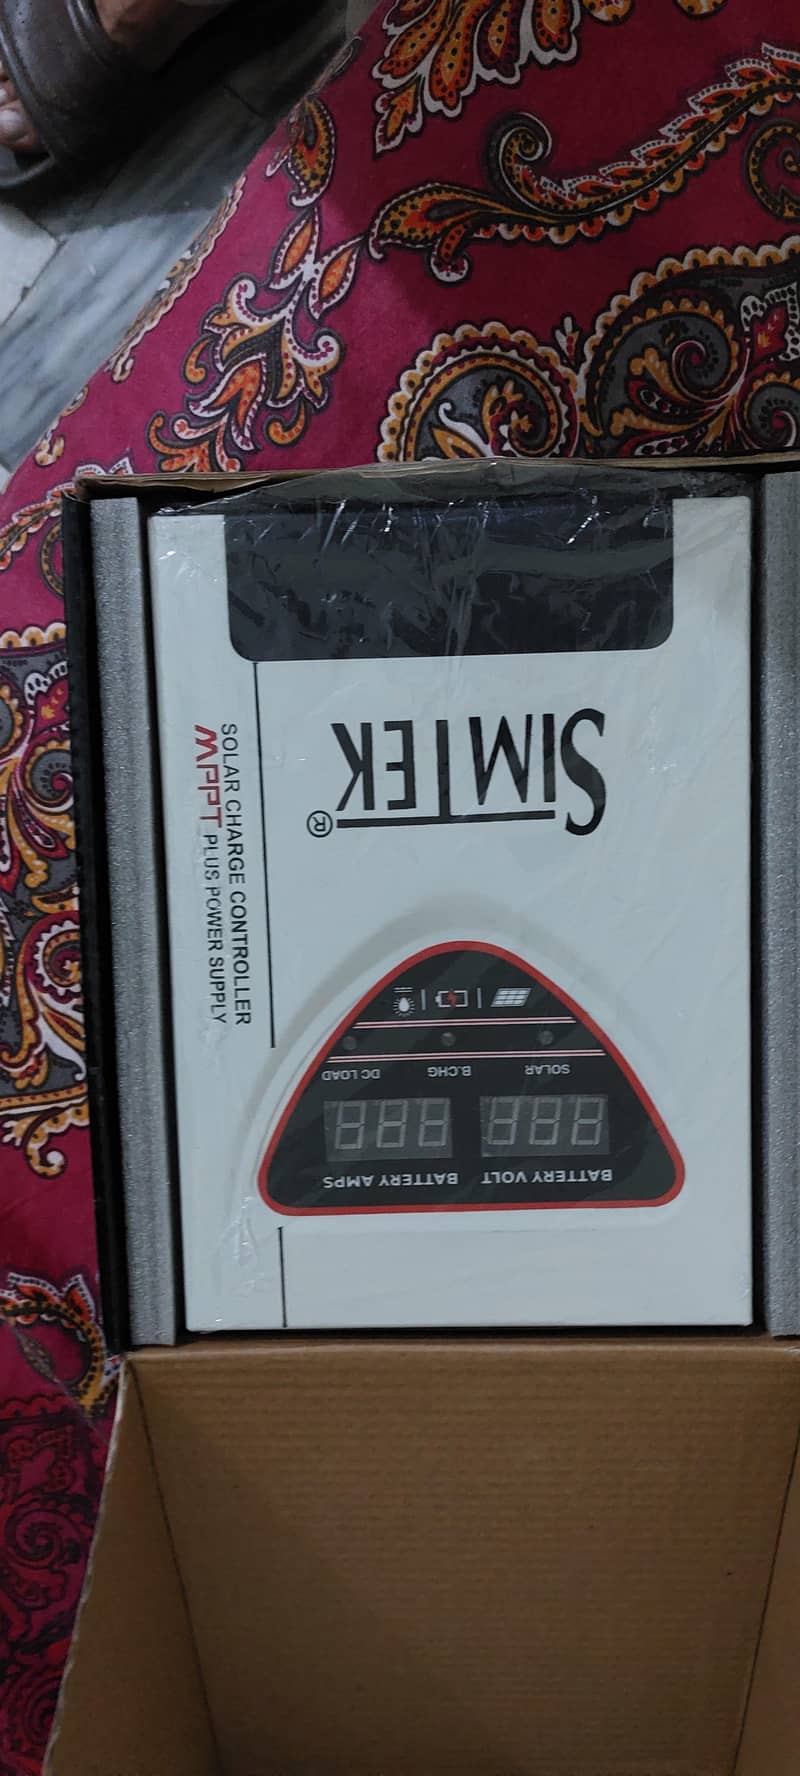 SIMTEK®
SOLAR CHARGE CONTROLLER
MPPT PLUS POWER SUPPLY
BATTERY VOLT BATTERY AMPS
SOLAR B.CHG DC LOAD